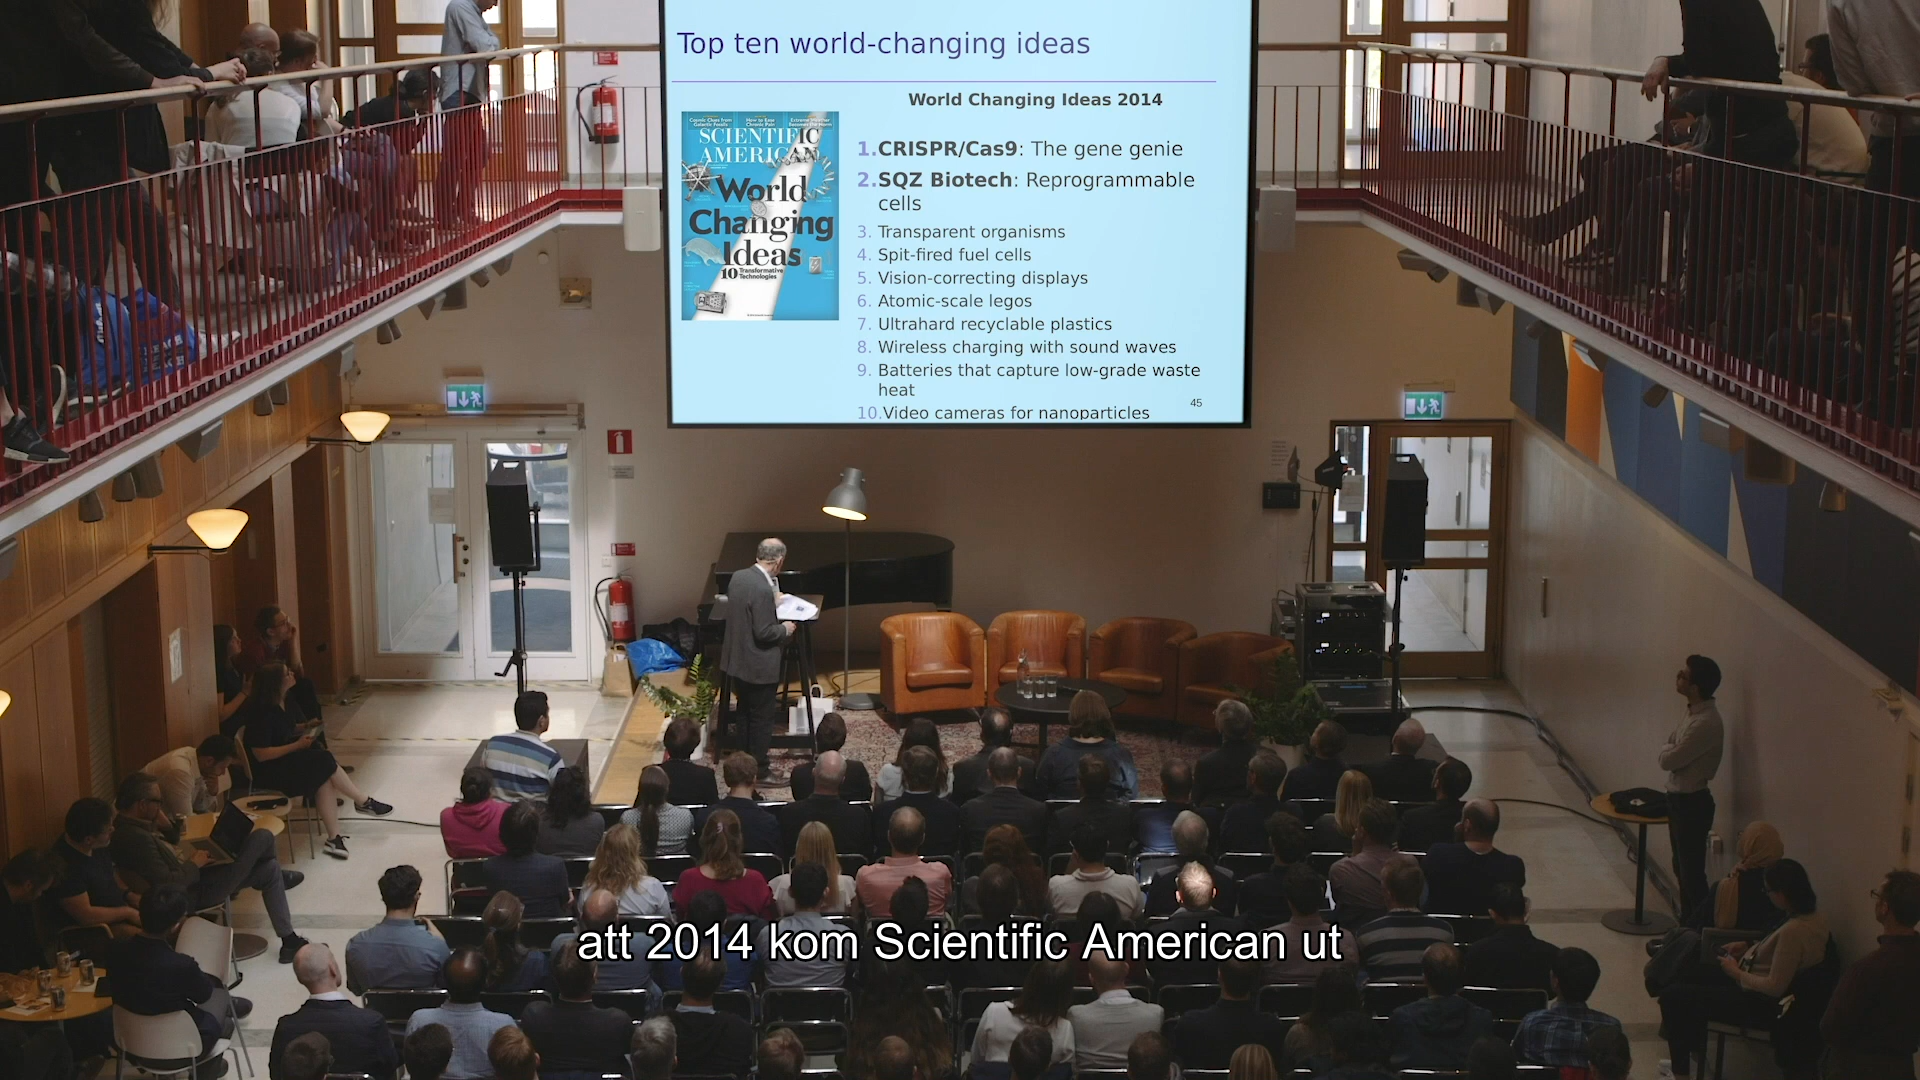 Top ten world-changing ideas
World Changing Ideas 2014
SCIENTIFIC
AMERICAN
World
Changing
Ideas
10 Transformative
Technologies
1.CRISPR/Cas9: The gene genie
2.SQZ Biotech: Reprogrammable
cells
3. Transparent organisms
4. Spit-fired fuel cells
5. Vision-correcting displays
6. Atomic-scale legos
7. Ultrahard recyclable plastics
8. Wireless charging with sound waves
9. Batteries that capture low-grade waste
heat
10.Video cameras for nanoparticles
45
att 2014 kom Scientific American ut